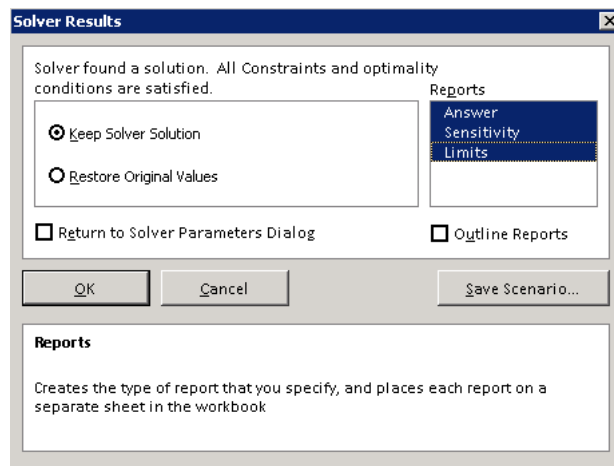 Solver Results
Solver found a solution. All Constraints and optimality
conditions are satisfied.
Reports
Answer
Sensitivity
Limits
Keep Solver Solution
Restore Original Values
Return to Solver Parameters Dialog
Outline Reports
OK
Cancel
Save Scenario...
Reports
Creates the type of report that you specify, and places each report on a
separate sheet in the workbook